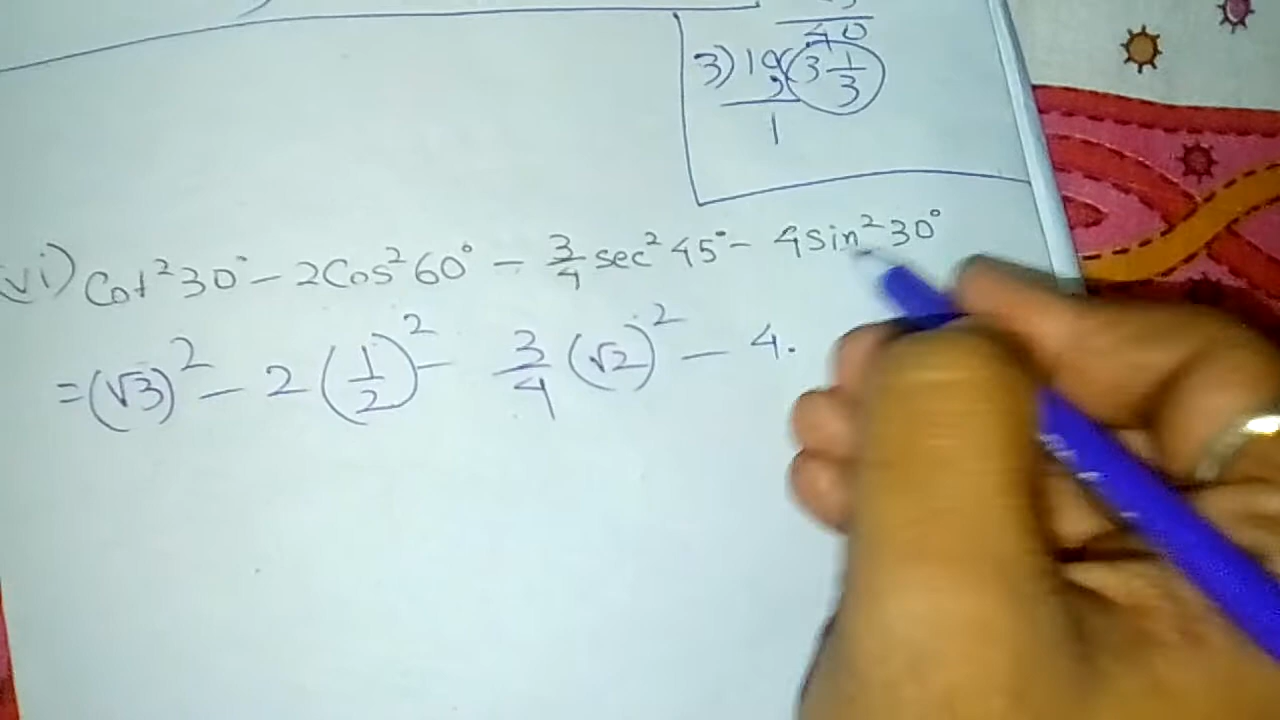 40
3) 10 ( 3 1/3
1
vi) Cot²30° - 2Cos²60° - 3/4 sec²45° - 4sin²30°
= (√3)² - 2(1/2)² - 3/4 (√2)² - 4.